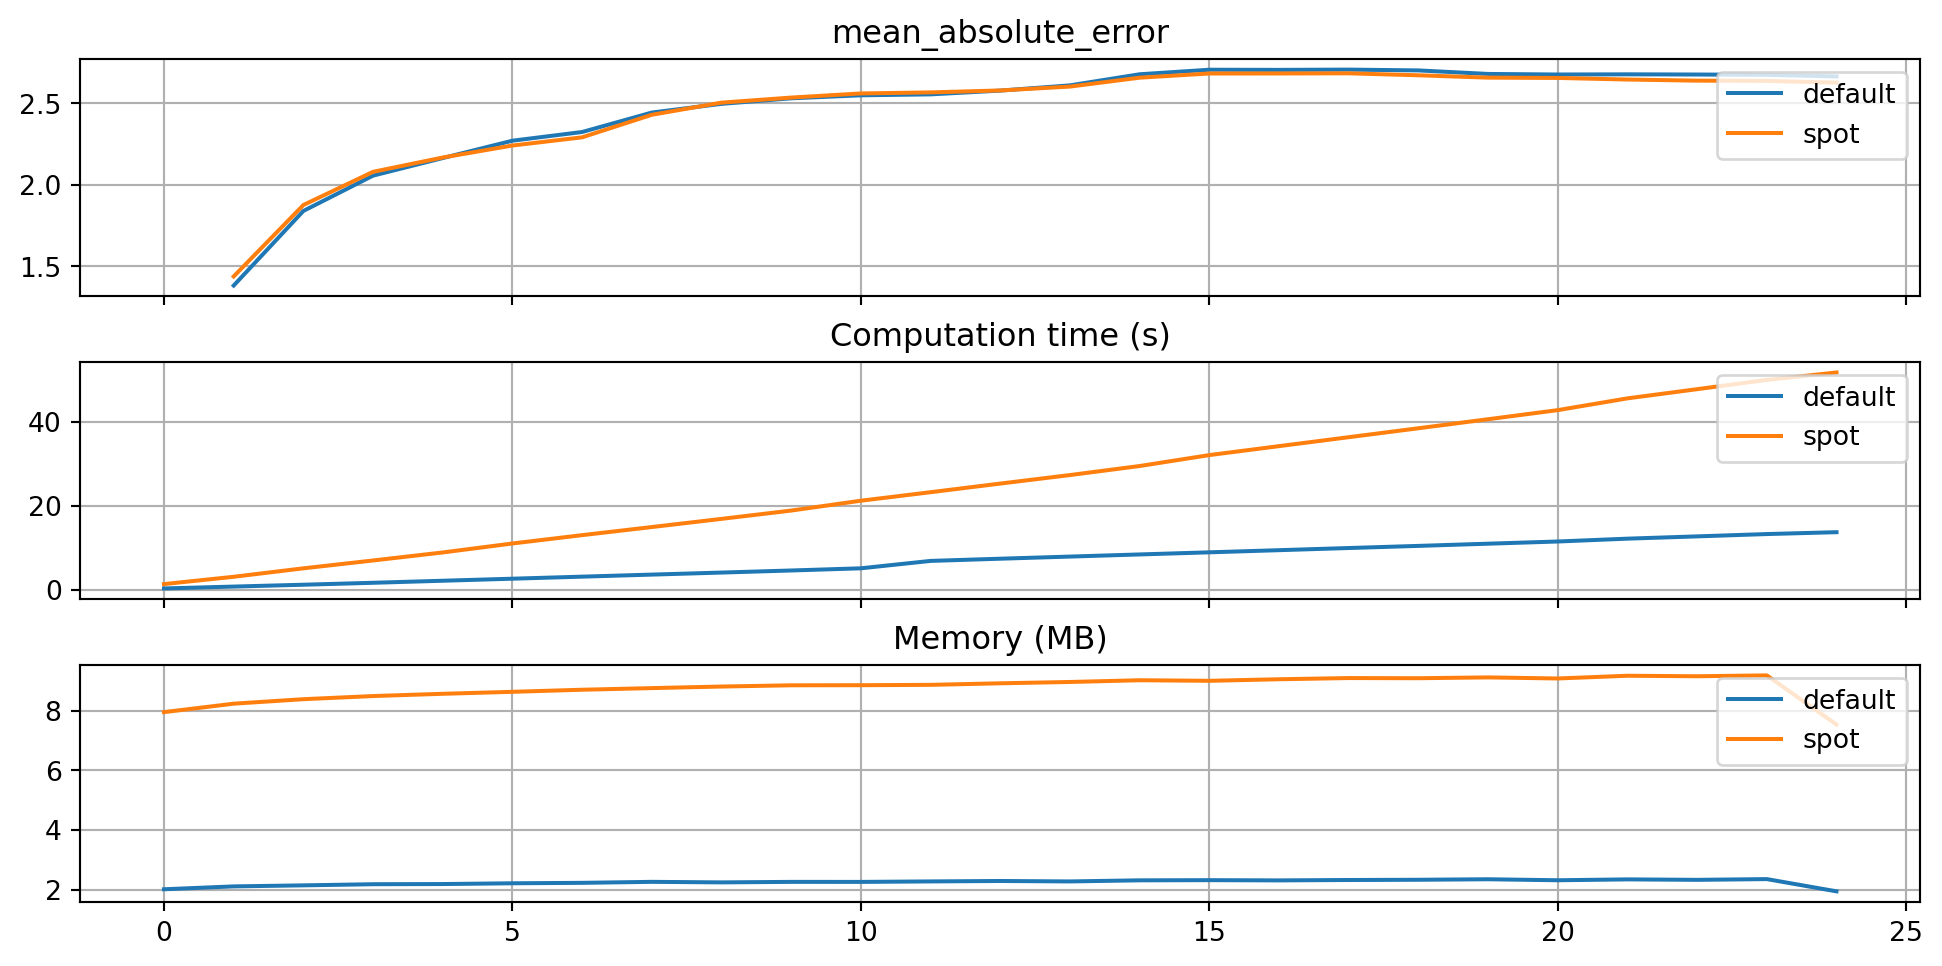 mean_absolute_error
2.5
2.0
1.5
default
spot
Computation time (s)
40
20
0
default
spot
Memory (MB)
8
6
4
2
default
spot
0 5 10 15 20 25